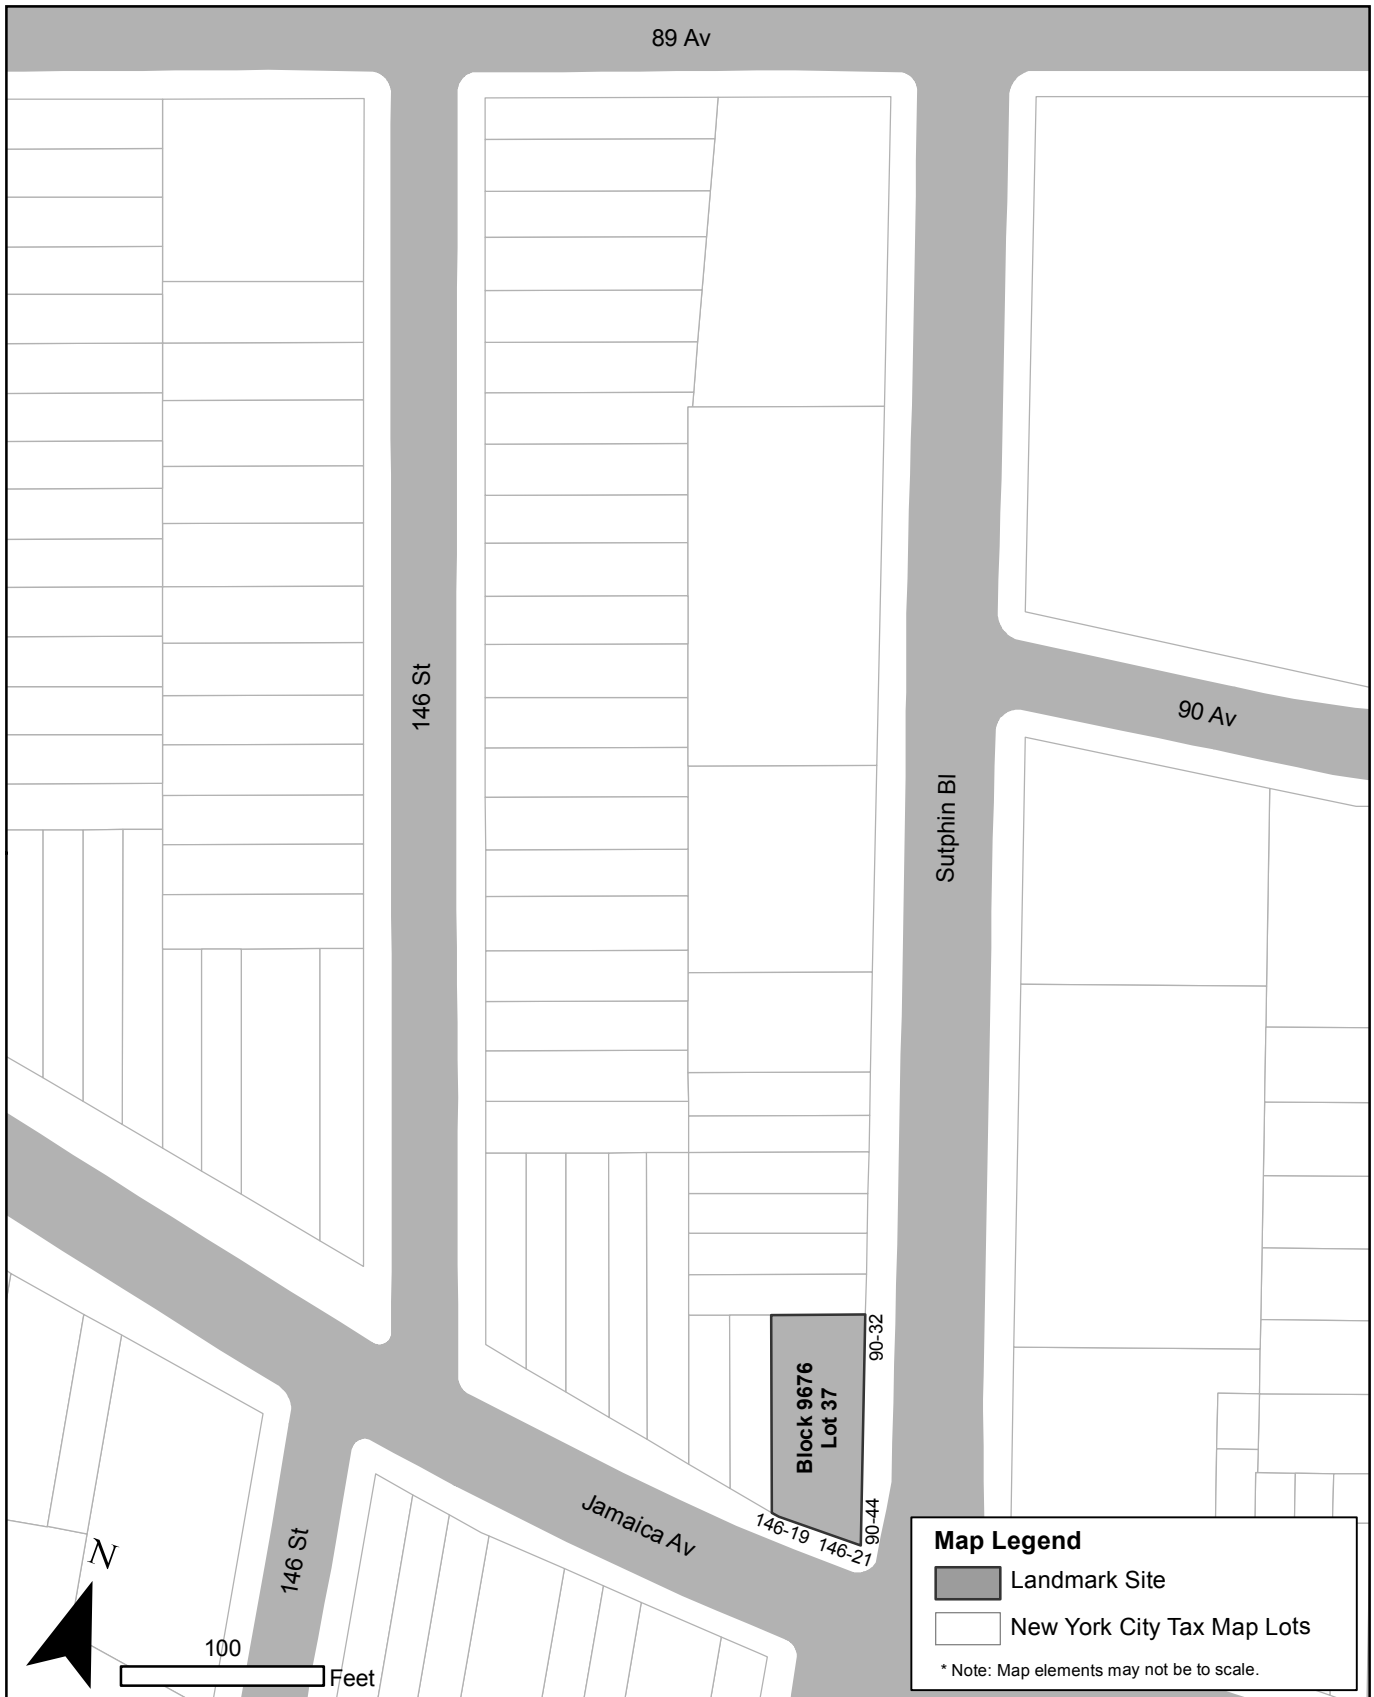 89 Av
146 St
90 Av
Sutphin Bl
90-32
Block 9676
Lot 37
90-44
146-19
146-21
Jamaica Av
146 St
N
100
Feet
Map Legend
Landmark Site
New York City Tax Map Lots
* Note: Map elements may not be to scale.